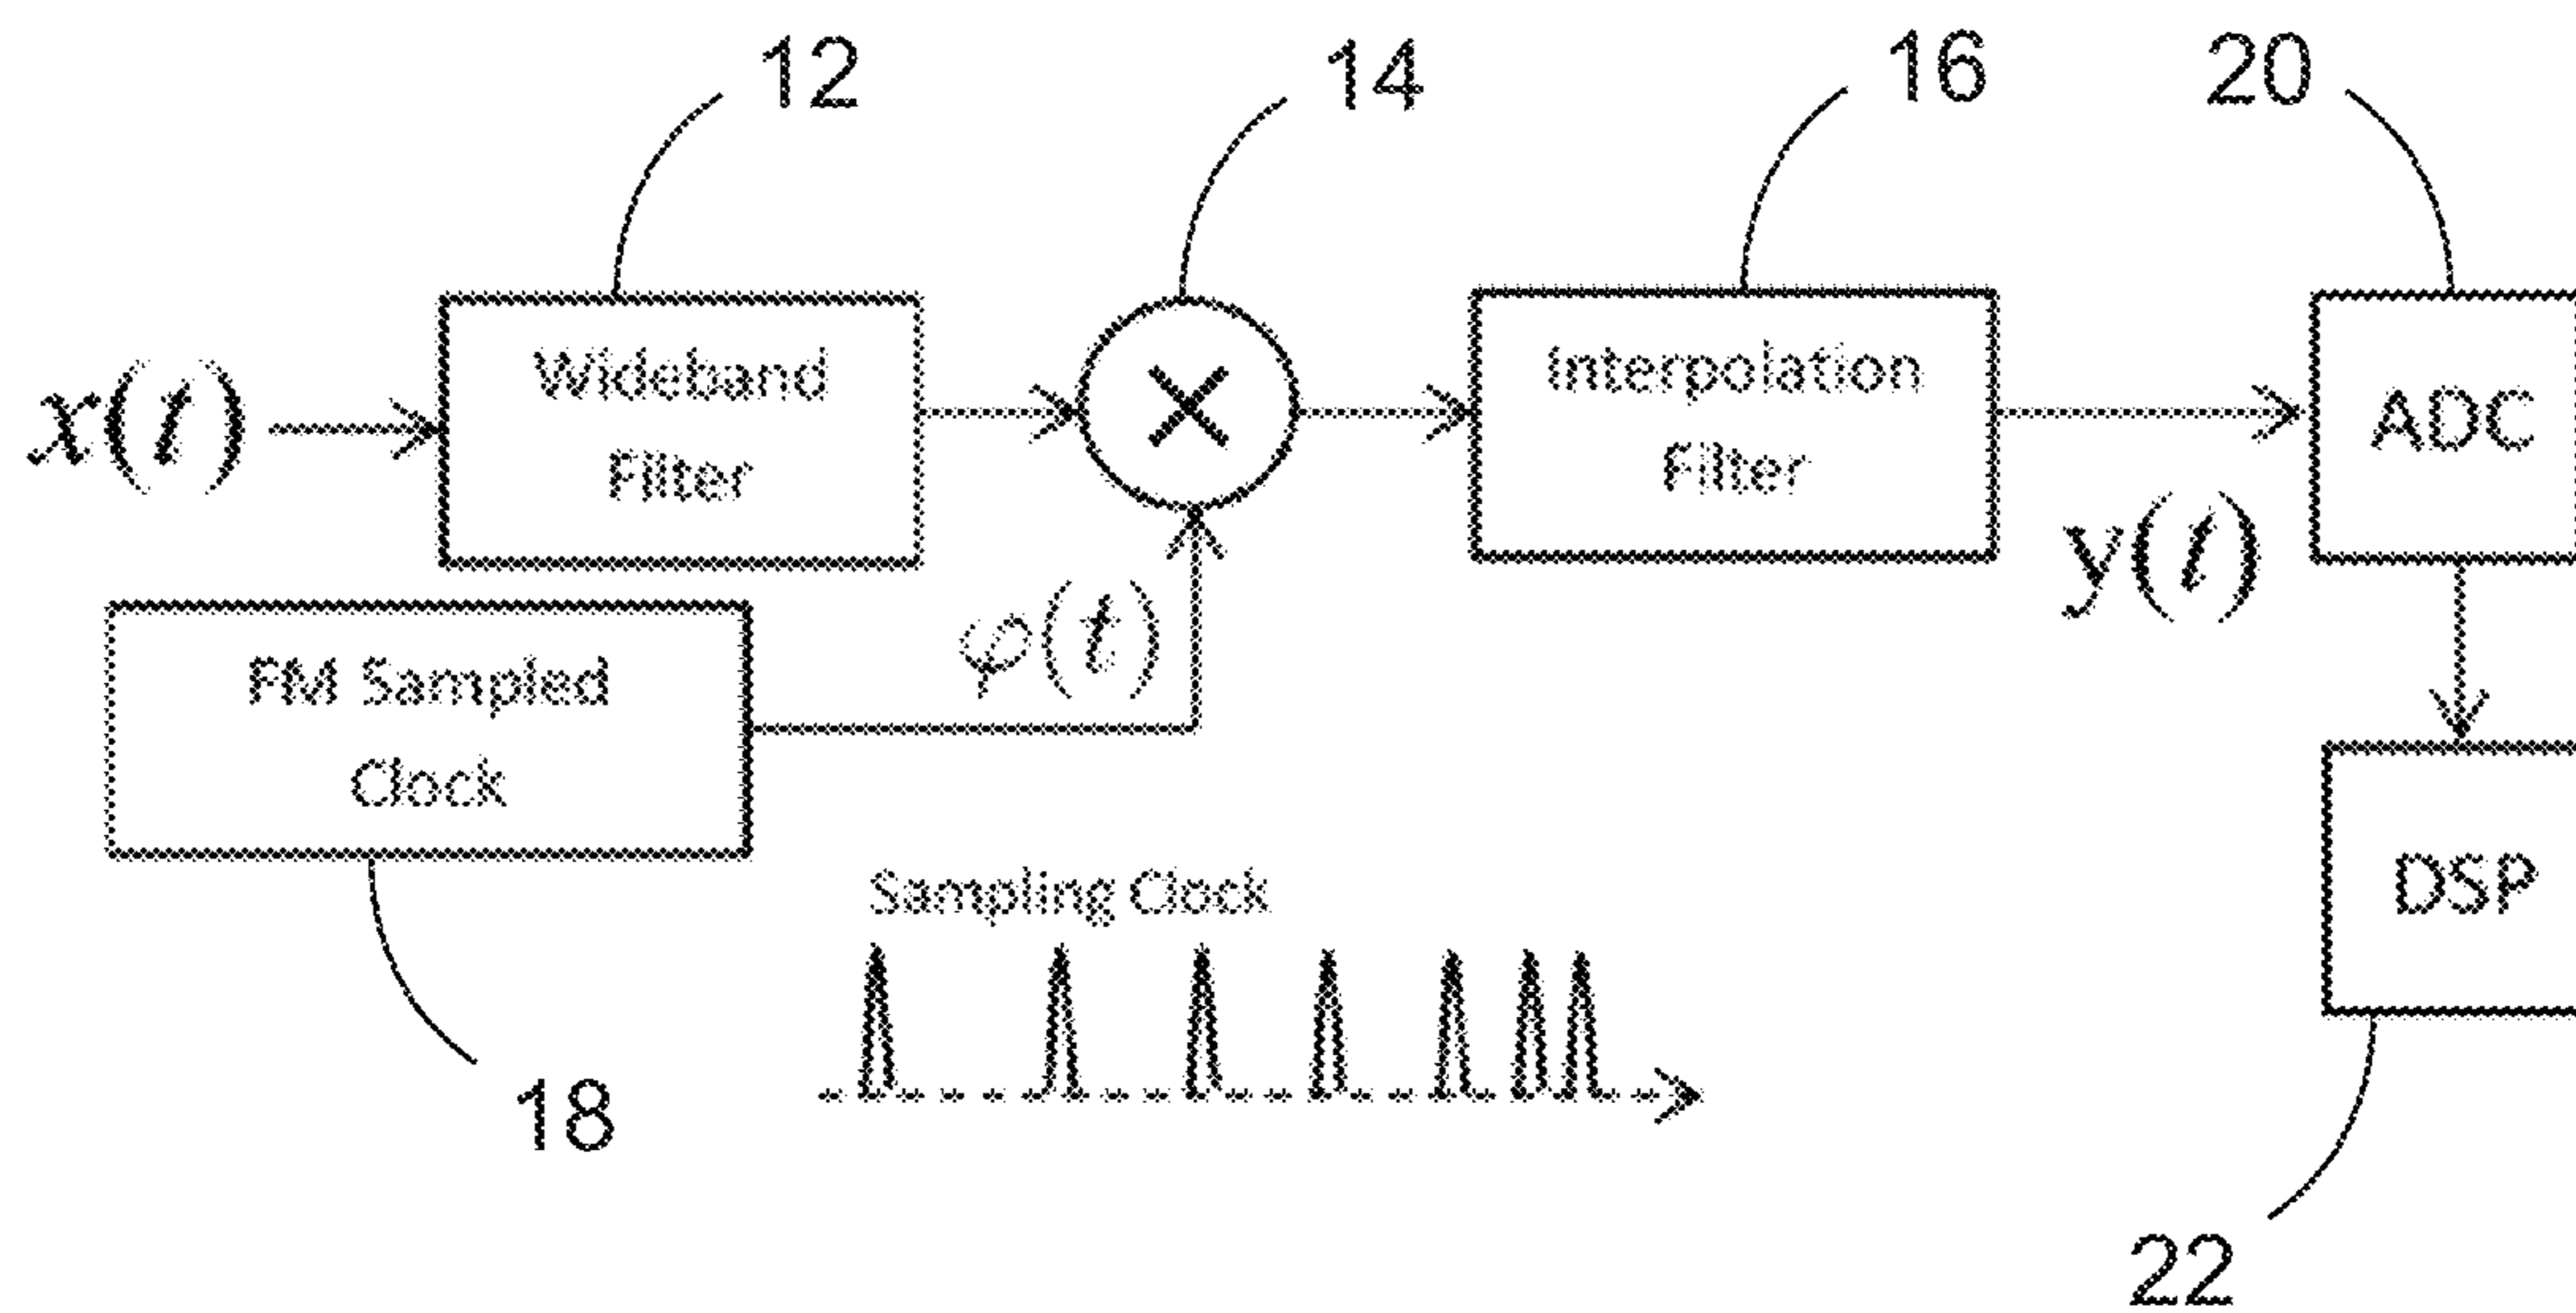 12
14
16
20
x(t)
Wideband
Filter
×
Interpolation
Filter
ADC
y(t)
φ(t)
FM Sampled
Clock
DSP
Sampling Clock
18
22